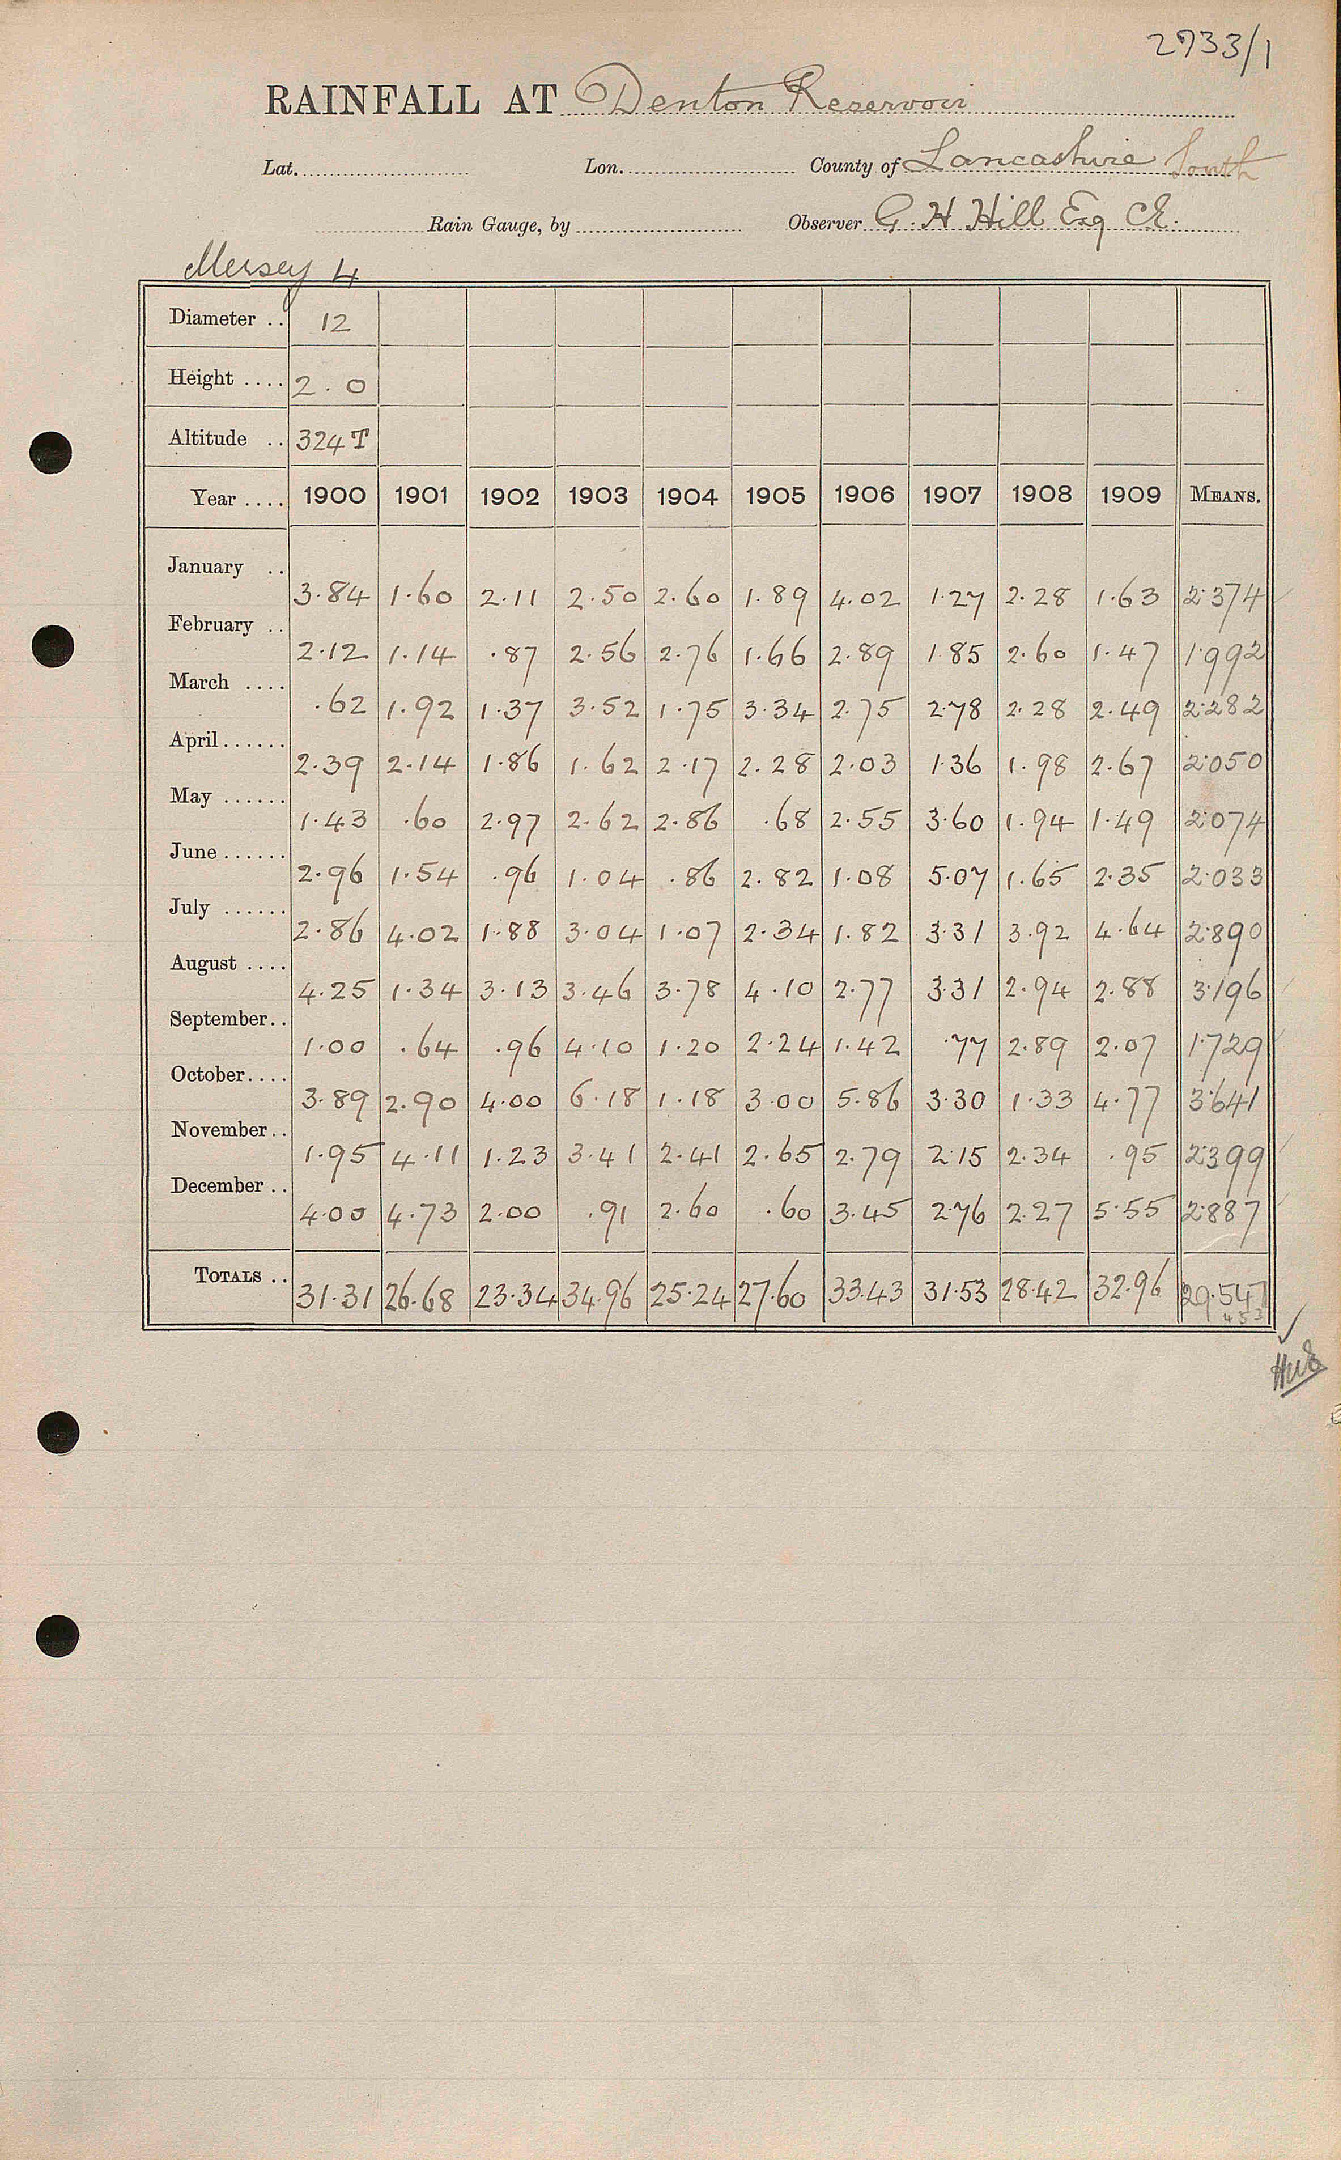 2733/1
RAINFALL AT Denton Reservoir
Lat. Lon. County of Lancashire South
Rain Gauge, by Observer G. H Hill Esq CE.
Mersey 4
Diameter .. 12
Height .... 2.0
Altitude .. 324 T
Year .... 1900 1901 1902 1903 1904 1905 1906 1907 1908 1909 MEANS.
January .. 3.84 1.60 2.11 2.50 2.60 1.89 4.02 1.27 2.28 1.63 2.374
February .. 2.12 1.14 .87 2.56 2.76 1.66 2.89 1.85 2.60 1.47 1.992
March .... .62 1.92 1.37 3.52 1.75 3.34 2.75 2.78 2.28 2.49 2.282
April...... 2.39 2.14 1.86 1.62 2.17 2.28 2.03 1.36 1.98 2.67 2.050
May ...... 1.43 .60 2.97 2.62 2.86 .68 2.55 3.60 1.94 1.49 2.074
June ...... 2.96 1.54 .96 1.04 .86 2.82 1.08 5.07 1.65 2.35 2.033
July ...... 2.86 4.02 1.88 3.04 1.07 2.34 1.82 3.31 3.92 4.64 2.890
August .... 4.25 1.34 3.13 3.46 3.78 4.10 2.77 3.31 2.94 2.88 3.196
September.. 1.00 .64 .96 4.10 1.20 2.24 1.42 .77 2.89 2.07 1.729
October.... 3.89 2.90 4.00 6.18 1.18 3.00 5.86 3.30 1.33 4.77 3.641
November.. 1.95 4.11 1.23 3.41 2.41 2.65 2.79 2.15 2.34 .95 2.399
December .. 4.00 4.73 2.00 .91 2.60 .60 3.45 2.76 2.27 5.55 2.887
TOTALS .. 31.31 26.68 23.34 34.96 25.24 27.60 33.43 31.53 28.42 32.96 29.547
453